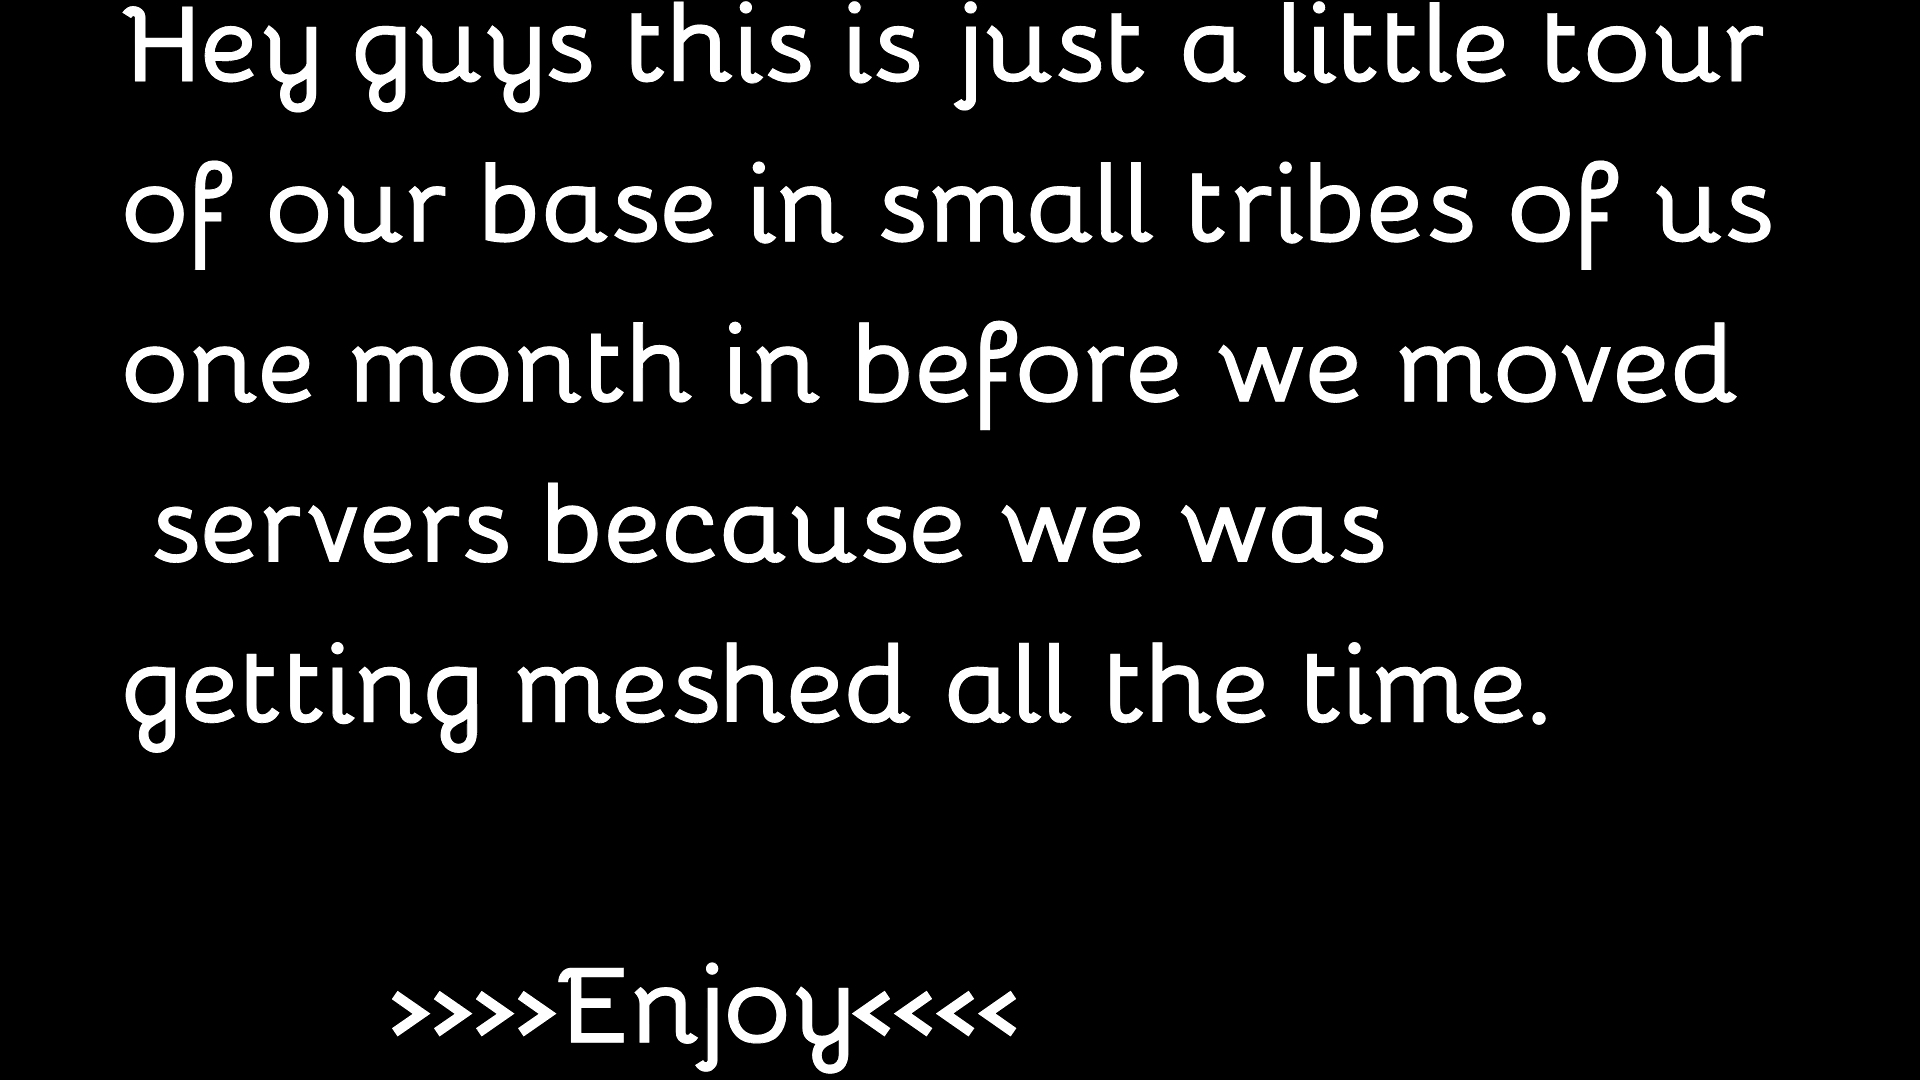 Hey guys this is just a little tour
of our base in small tribes of us
one month in before we moved
servers because we was
getting meshed all the time.
>>>>Enjoy<<<<